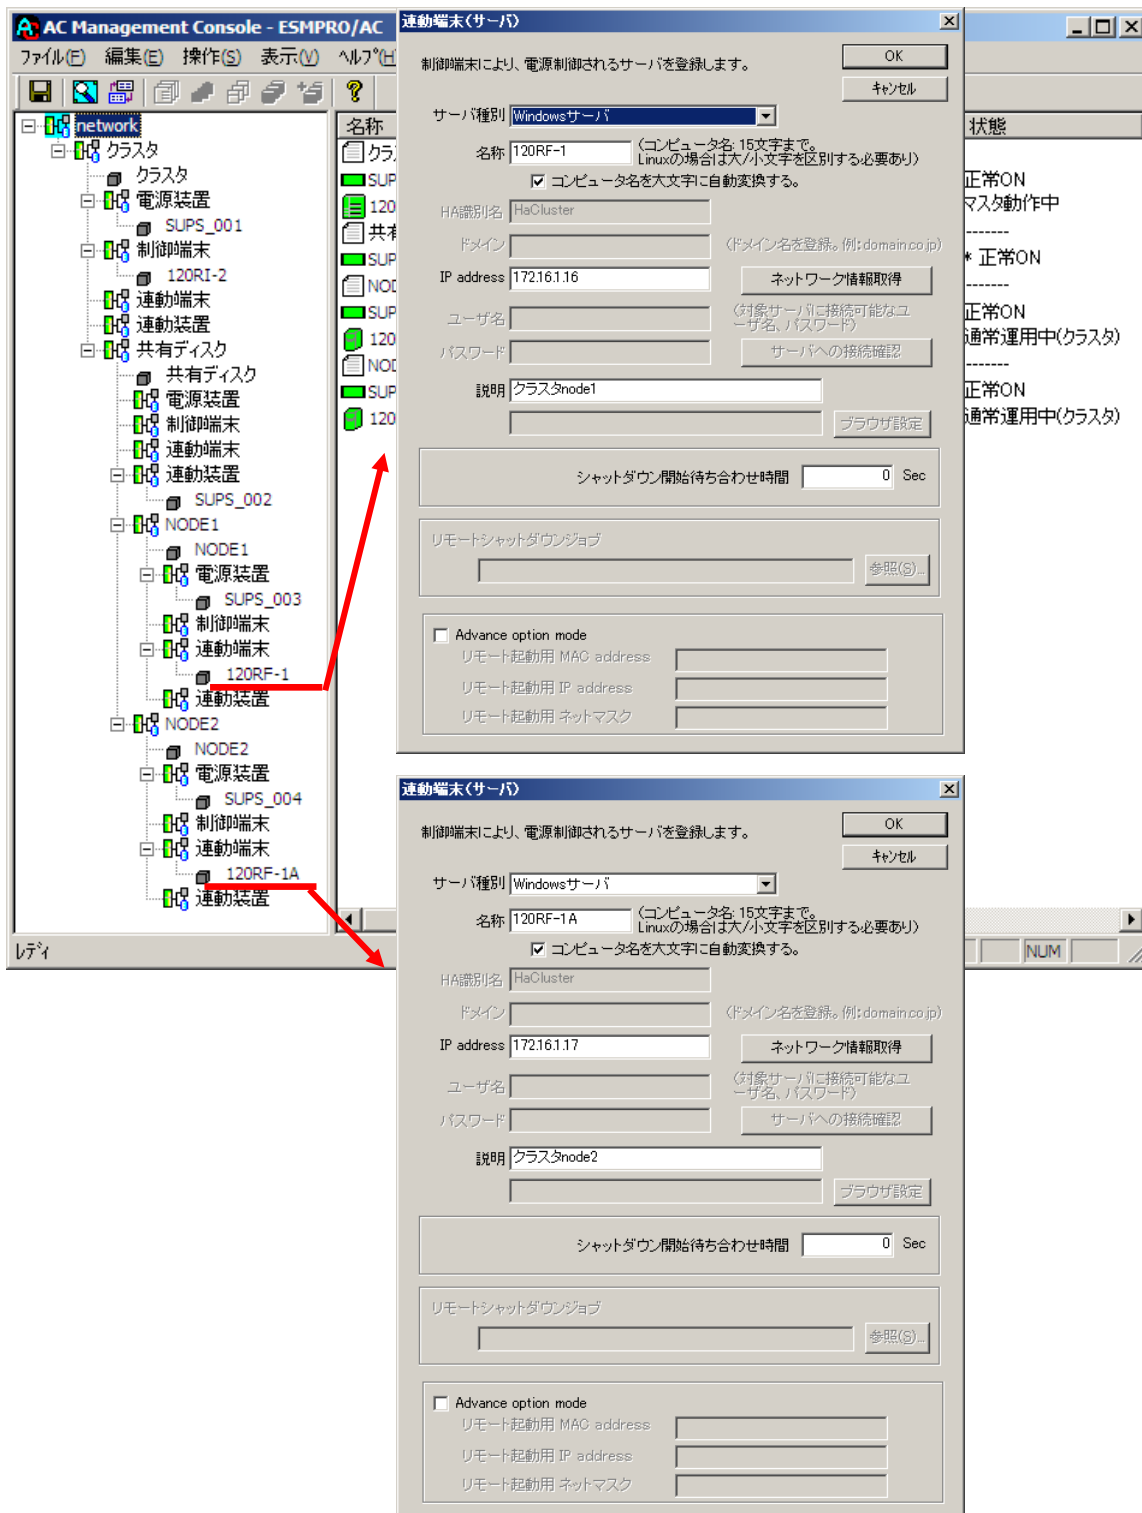 AC Management Console - ESMPRO/AC
ファイル(F) 編集(E) 操作(S) 表示(V) ヘルプ(H
network
クラスタ
クラスタ
電源装置
SUPS_001
制御端末
120RI-2
連動端末
連動装置
共有ディスク
共有ディスク
電源装置
制御端末
連動端末
連動装置
SUPS_002
NODE1
NODE1
電源装置
SUPS_003
制御端末
連動端末
120RF-1
連動装置
NODE2
NODE2
電源装置
SUPS_004
制御端末
連動端末
120RF-1A
連動装置
レディ
名称
クラ
SUP
120
共有
SUP
NOD
SUP
120
NOD
SUP
120
状態
正常ON
マスタ動作中
-------
* 正常ON
-------
正常ON
通常運用中(クラスタ)
-------
正常ON
通常運用中(クラスタ)
NUM
連動端末(サーバ)
制御端末により、電源制御されるサーバを登録します。
OK
キャンセル
サーバ種別 Windowsサーバ
名称 120RF-1 (コンピュータ名: 15文字まで。
Linuxの場合は大/小文字を区別する必要あり)
コンピュータ名を大文字に自動変換する。
HA識別名 HaCluster
ドメイン (ドメイン名を登録。例:domain.co.jp)
IP address 172.16.1.16 ネットワーク情報取得
ユーザ名 (対象サーバに接続可能なユ
ーザ名、パスワード)
パスワード サーバへの接続確認
説明 クラスタnode1
ブラウザ設定
シャットダウン開始待ち合わせ時間 0 Sec
リモートシャットダウンジョブ
参照(S)...
Advance option mode
リモート起動用 MAC address
リモート起動用 IP address
リモート起動用 ネットマスク
連動端末(サーバ)
制御端末により、電源制御されるサーバを登録します。
OK
キャンセル
サーバ種別 Windowsサーバ
名称 120RF-1A (コンピュータ名: 15文字まで。
Linuxの場合は大/小文字を区別する必要あり)
コンピュータ名を大文字に自動変換する。
HA識別名 HaCluster
ドメイン (ドメイン名を登録。例:domain.co.jp)
IP address 172.16.1.17 ネットワーク情報取得
ユーザ名 (対象サーバに接続可能なユ
ーザ名、パスワード)
パスワード サーバへの接続確認
説明 クラスタnode2
ブラウザ設定
シャットダウン開始待ち合わせ時間 0 Sec
リモートシャットダウンジョブ
参照(S)...
Advance option mode
リモート起動用 MAC address
リモート起動用 IP address
リモート起動用 ネットマスク